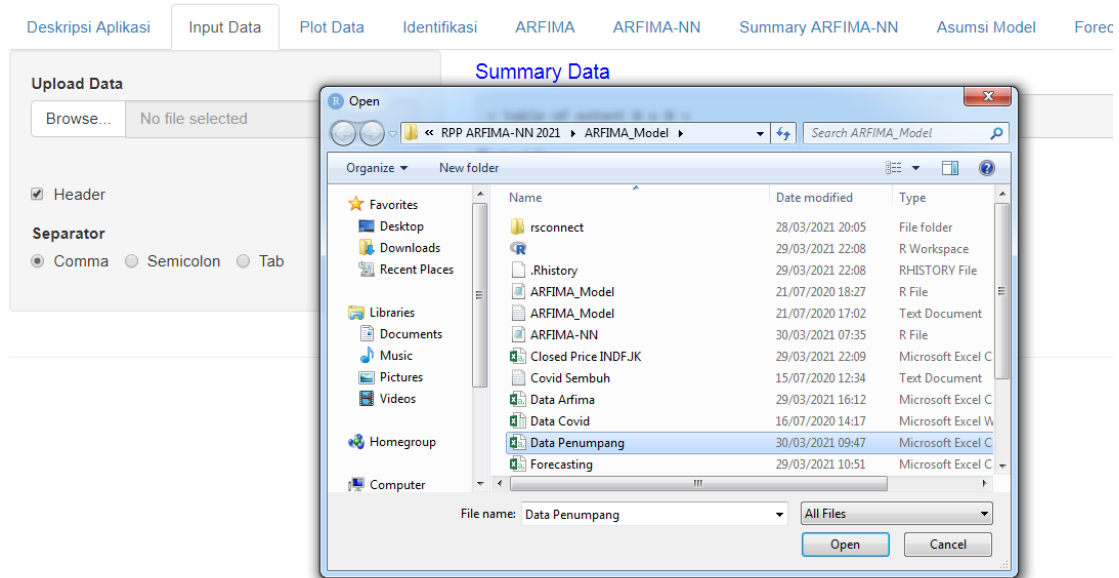 Deskripsi Aplikasi Input Data Plot Data Identifikasi ARFIMA ARFIMA-NN Summary ARFIMA-NN Asumsi Model Forec
Upload Data
Browse... No file selected
Header
Separator
Comma Semicolon Tab
Summary Data
Open
« RPP ARFIMA-NN 2021 ARFIMA_Model Search ARFIMA_Model
Organize New folder
Favorites
Desktop
Downloads
Recent Places
Libraries
Documents
Music
Pictures
Videos
Homegroup
Computer
Name Date modified Type
rsconnect 28/03/2021 20:05 File folder
29/03/2021 22:08 R Workspace
.Rhistory 29/03/2021 22:08 RHISTORY File
ARFIMA_Model 21/07/2020 18:27 R File
ARFIMA_Model 21/07/2020 17:02 Text Document
ARFIMA-NN 30/03/2021 07:35 R File
Closed Price INDF.JK 29/03/2021 22:09 Microsoft Excel C
Covid Sembuh 15/07/2020 12:34 Text Document
Data Arfima 29/03/2021 16:12 Microsoft Excel C
Data Covid 16/07/2020 14:17 Microsoft Excel W
Data Penumpang 30/03/2021 09:47 Microsoft Excel C
Forecasting 29/03/2021 10:51 Microsoft Excel C
File name: Data Penumpang All Files
Open Cancel